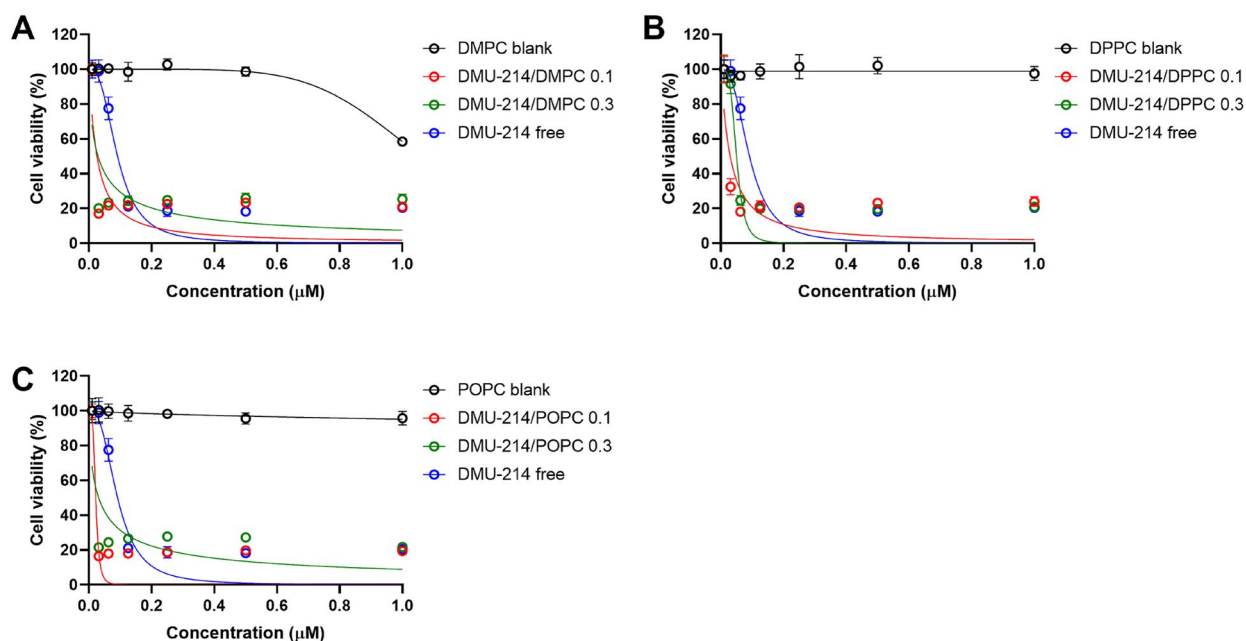 A
120
100
80
60
40
20
0
0.0 0.2 0.4 0.6 0.8 1.0
Cell viability (%)
Concentration (μM)
DMPC blank
DMU-214/DMPC 0.1
DMU-214/DMPC 0.3
DMU-214 free
B
120
100
80
60
40
20
0
0.0 0.2 0.4 0.6 0.8 1.0
Cell viability (%)
Concentration (μM)
DPPC blank
DMU-214/DPPC 0.1
DMU-214/DPPC 0.3
DMU-214 free
C
120
100
80
60
40
20
0
0.0 0.2 0.4 0.6 0.8 1.0
Cell viability (%)
Concentration (μM)
POPC blank
DMU-214/POPC 0.1
DMU-214/POPC 0.3
DMU-214 free